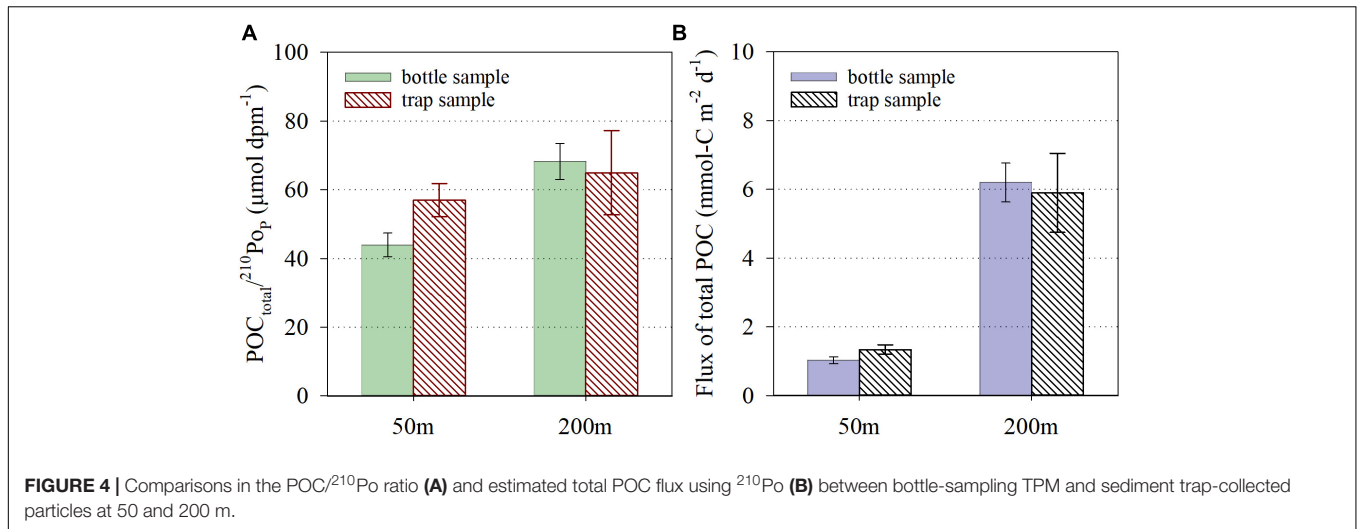 A
POC_total/²¹⁰Po_P (μmol dpm⁻¹)
100
80
60
40
20
0
bottle sample
trap sample
50m
200m
B
Flux of total POC (mmol-C m⁻² d⁻¹)
10
8
6
4
2
0
bottle sample
trap sample
50m
200m
FIGURE 4 | Comparisons in the POC/²¹⁰Po ratio (A) and estimated total POC flux using ²¹⁰Po (B) between bottle-sampling TPM and sediment trap-collected
particles at 50 and 200 m.